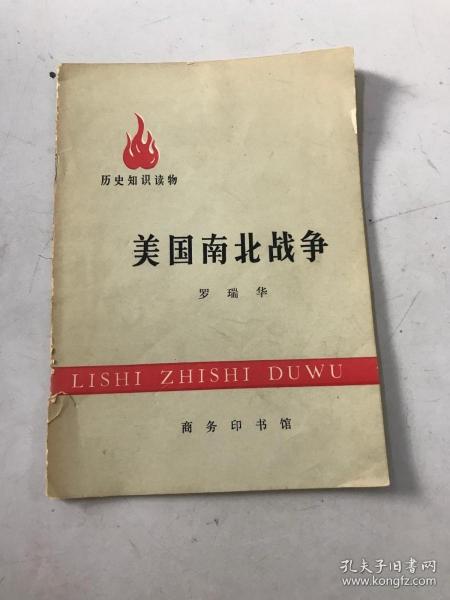 历史知识读物
美国南北战争
罗瑞华
LISHI ZHISHI DUWU
商务印书馆
孔夫子旧书网
www.kongfz.com